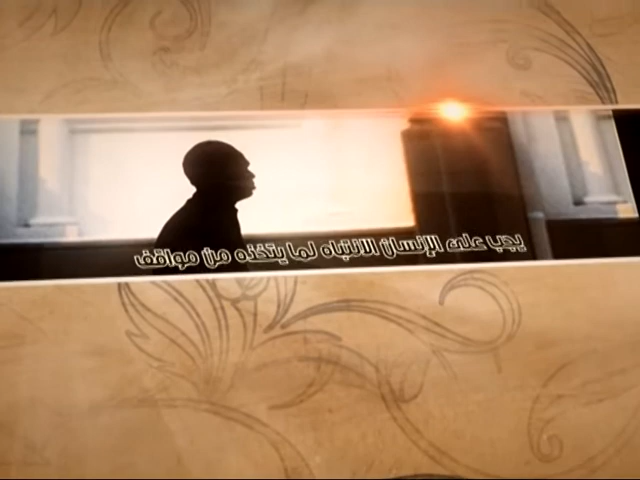 يجب على الإنسان الانتباه لما يتخذه من مواقف